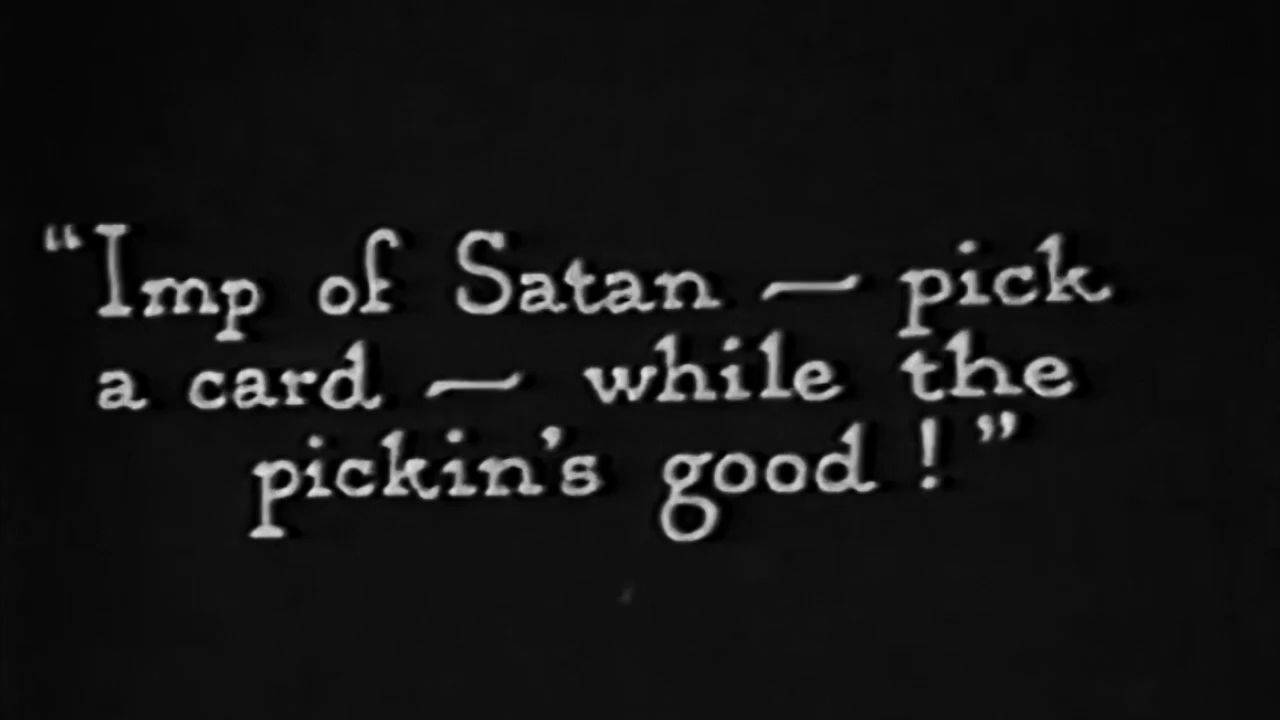 “Imp of Satan — pick
a card — while the
pickin’s good !”